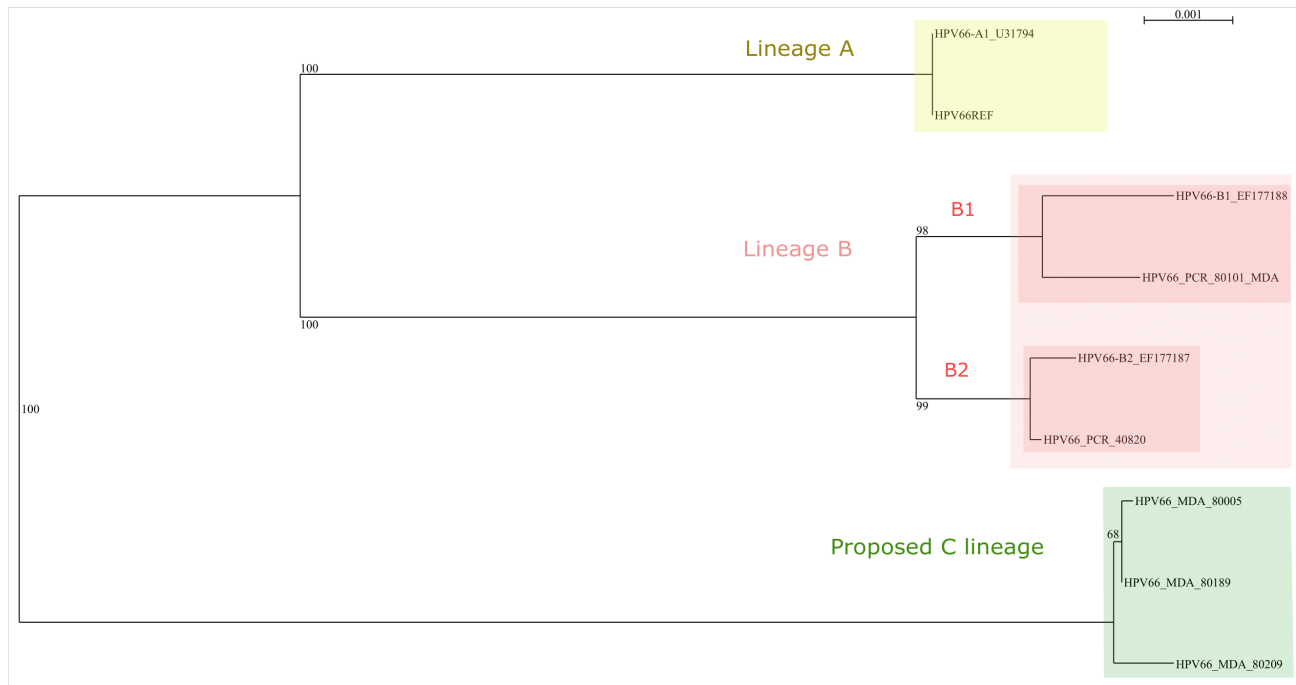 0.001
HPV66-A1_U31794
Lineage A
100
HPV66REF
HPV66-B1_EF177188
B1
98
Lineage B
HPV66_PCR_80101_MDA
100
HPV66-B2_EF177187
B2
99
100
HPV66_PCR_40820
HPV66_MDA_80005
68
Proposed C lineage
HPV66_MDA_80189
HPV66_MDA_80209